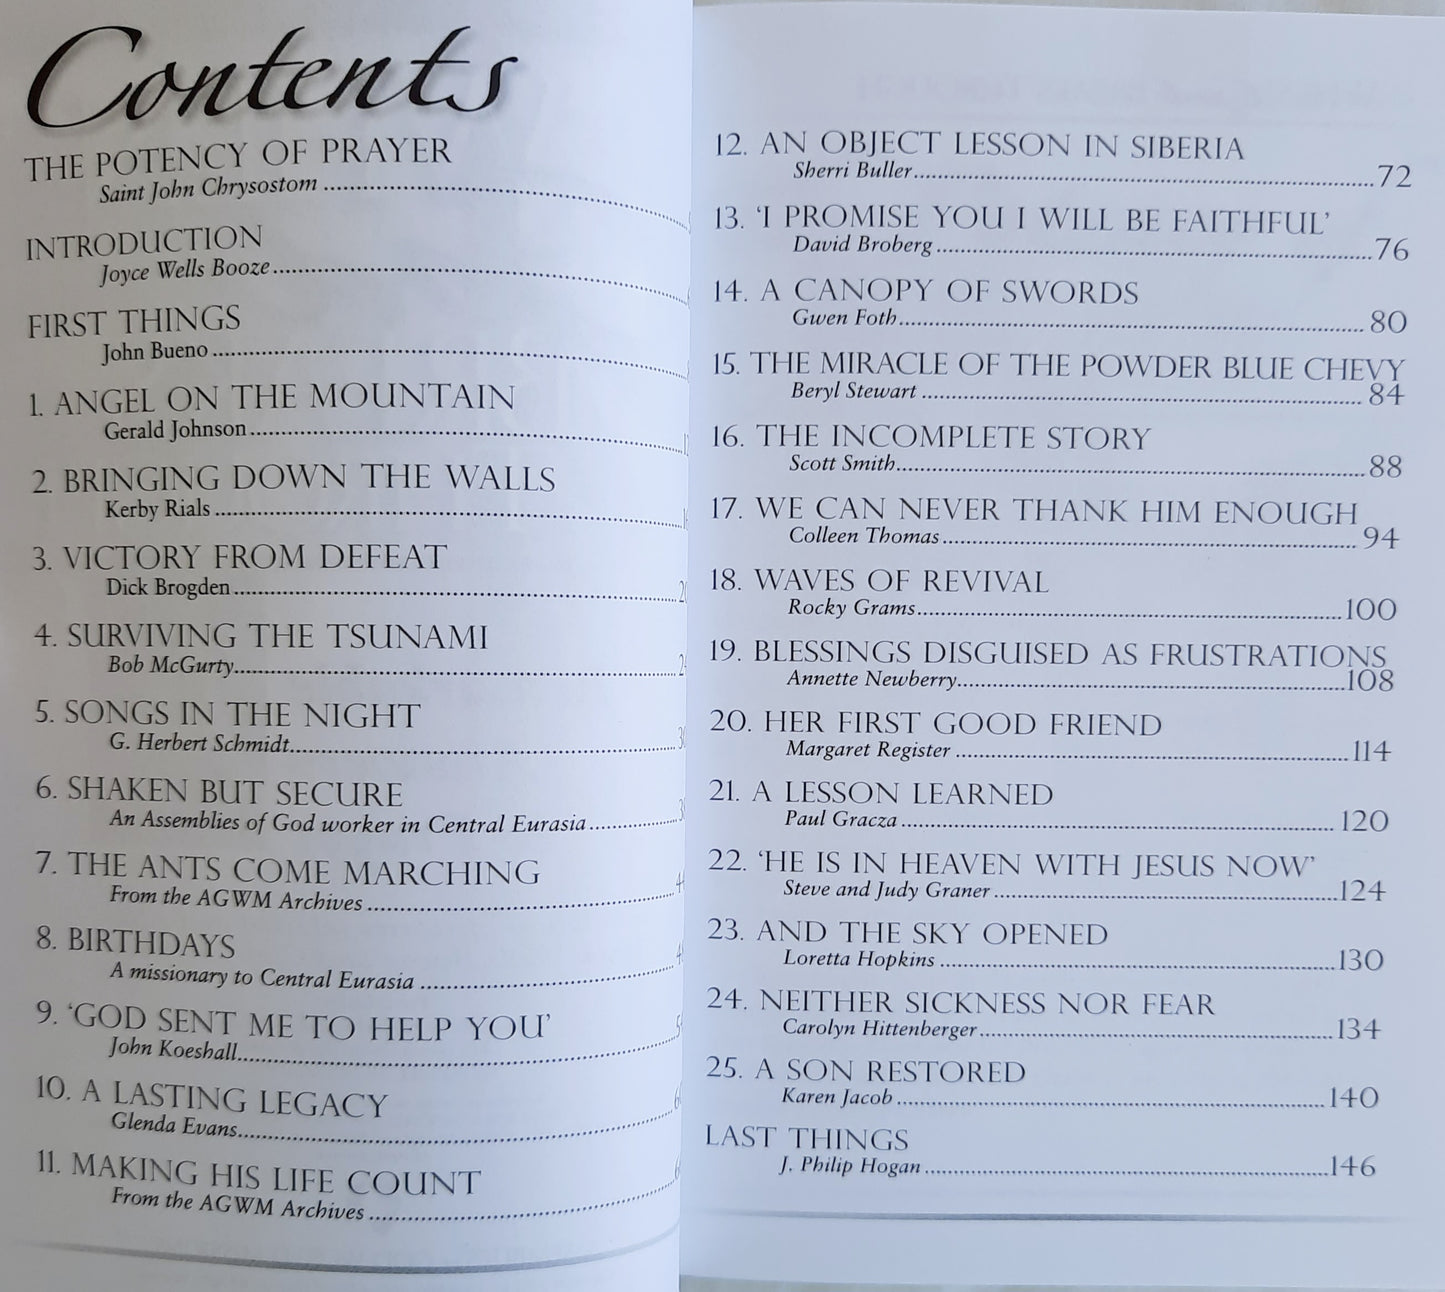 Contents
THE POTENCY OF PRAYER
Saint John Chrysostom
INTRODUCTION
Joyce Wells Booze
FIRST THINGS
John Bueno
1. ANGEL ON THE MOUNTAIN
Gerald Johnson
2. BRINGING DOWN THE WALLS
Kerby Rials
3. VICTORY FROM DEFEAT
Dick Brogden
4. SURVIVING THE TSUNAMI
Bob McGurty
5. SONGS IN THE NIGHT
G. Herbert Schmidt
6. SHAKEN BUT SECURE
An Assemblies of God worker in Central Eurasia
7. THE ANTS COME MARCHING
From the AGWM Archives
8. BIRTHDAYS
A missionary to Central Eurasia
9. ‘GOD SENT ME TO HELP YOU’
John Koeshall
10. A LASTING LEGACY
Glenda Evans
11. MAKING HIS LIFE COUNT
From the AGWM Archives
12. AN OBJECT LESSON IN SIBERIA
Sherri Buller 72
13. ‘I PROMISE YOU I WILL BE FAITHFUL’
David Broberg 76
14. A CANOPY OF SWORDS
Gwen Foth 80
15. THE MIRACLE OF THE POWDER BLUE CHEVY
Beryl Stewart 84
16. THE INCOMPLETE STORY
Scott Smith 88
17. WE CAN NEVER THANK HIM ENOUGH
Colleen Thomas 94
18. WAVES OF REVIVAL
Rocky Grams 100
19. BLESSINGS DISGUISED AS FRUSTRATIONS
Annette Newberry 108
20. HER FIRST GOOD FRIEND
Margaret Register 114
21. A LESSON LEARNED
Paul Gracza 120
22. ‘HE IS IN HEAVEN WITH JESUS NOW’
Steve and Judy Graner 124
23. AND THE SKY OPENED
Loretta Hopkins 130
24. NEITHER SICKNESS NOR FEAR
Carolyn Hittenberger 134
25. A SON RESTORED
Karen Jacob 140
LAST THINGS
J. Philip Hogan 146